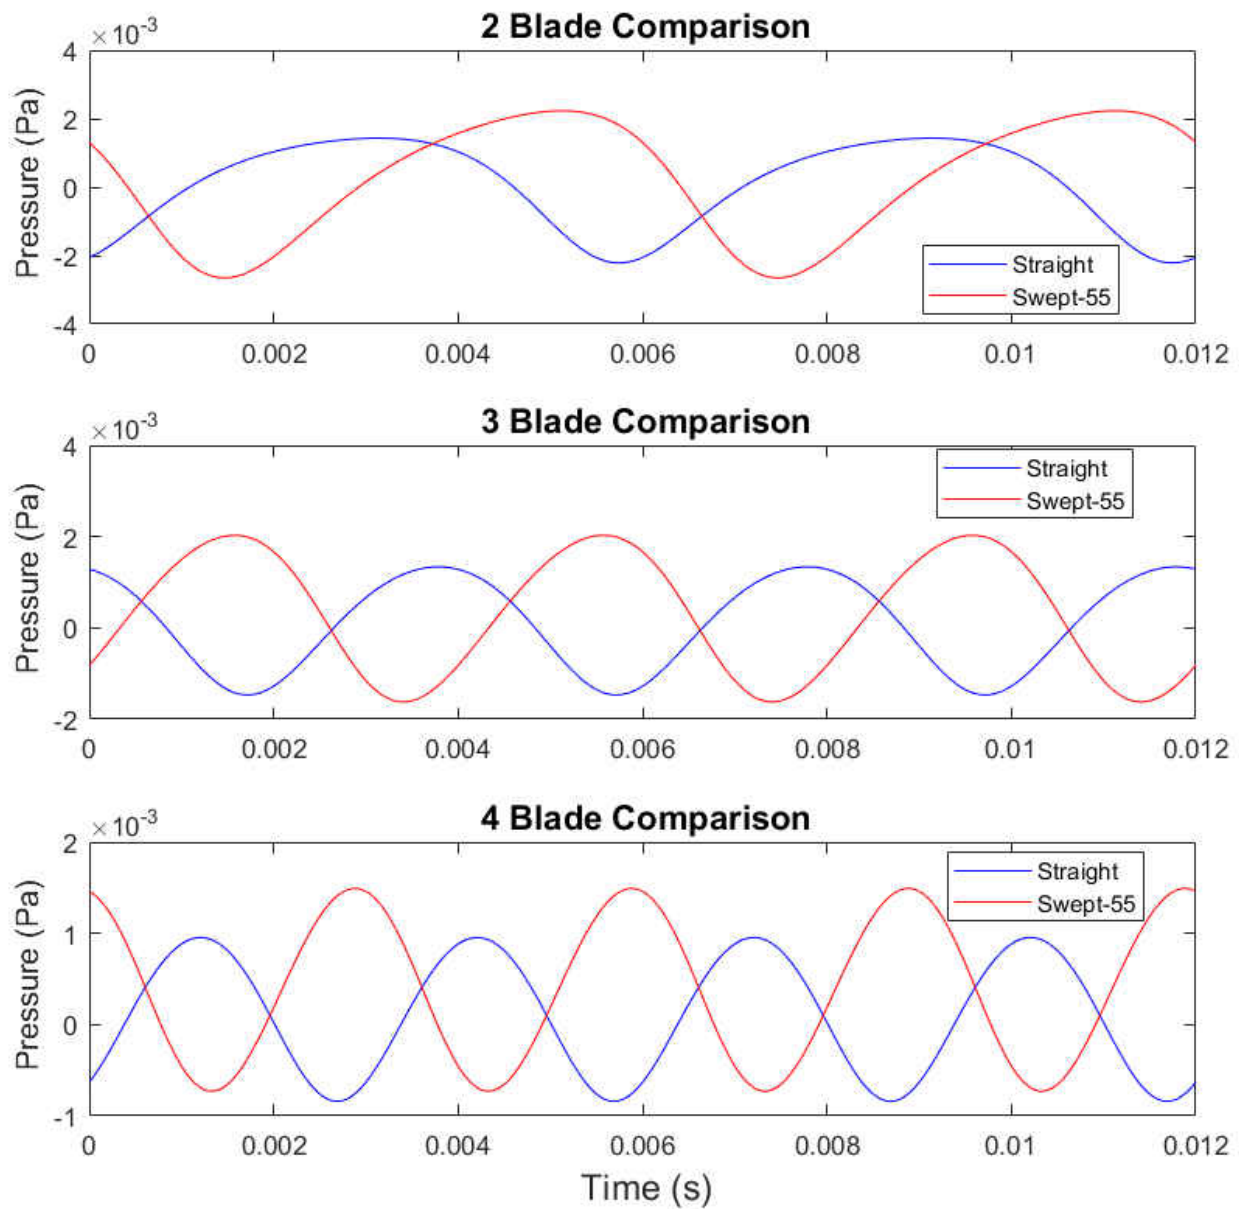 2 Blade Comparison
×10-3
4
2
0
-2
-4
Pressure (Pa)
Straight
Swept-55
0 0.002 0.004 0.006 0.008 0.01 0.012
3 Blade Comparison
×10-3
4
2
0
-2
Pressure (Pa)
Straight
Swept-55
0 0.002 0.004 0.006 0.008 0.01 0.012
4 Blade Comparison
×10-3
2
1
0
-1
Pressure (Pa)
Straight
Swept-55
0 0.002 0.004 0.006 0.008 0.01 0.012
Time (s)